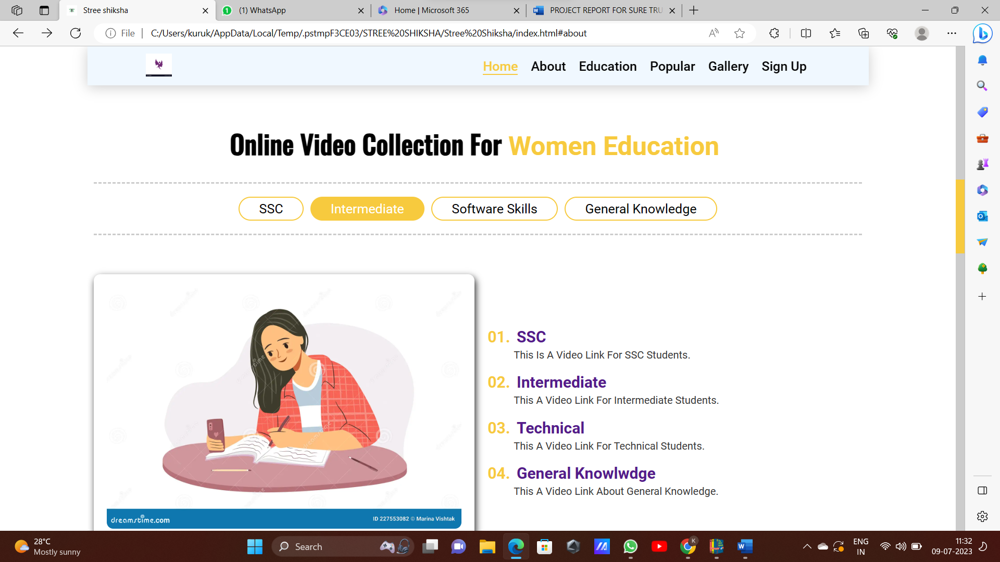 Stree shiksha
(1) WhatsApp
Home | Microsoft 365
PROJECT REPORT FOR SURE TRU
File
C:/Users/kuruk/AppData/Local/Temp/.pstmpF3CE03/STREE%20SHIKSHA/Stree%20Shiksha/index.html#about
Home
About
Education
Popular
Gallery
Sign Up
Online Video Collection For Women Education
SSC
Intermediate
Software Skills
General Knowledge
01. SSC
This Is A Video Link For SSC Students.
02. Intermediate
This A Video Link For Intermediate Students.
03. Technical
This A Video Link For Technical Students.
04. General Knowlwdge
This A Video Link About General Knowledge.
dreamstime.com
ID 227553082 © Marina Vishtak
28°C
Mostly sunny
Search
K
ENG
IN
11:32
09-07-2023